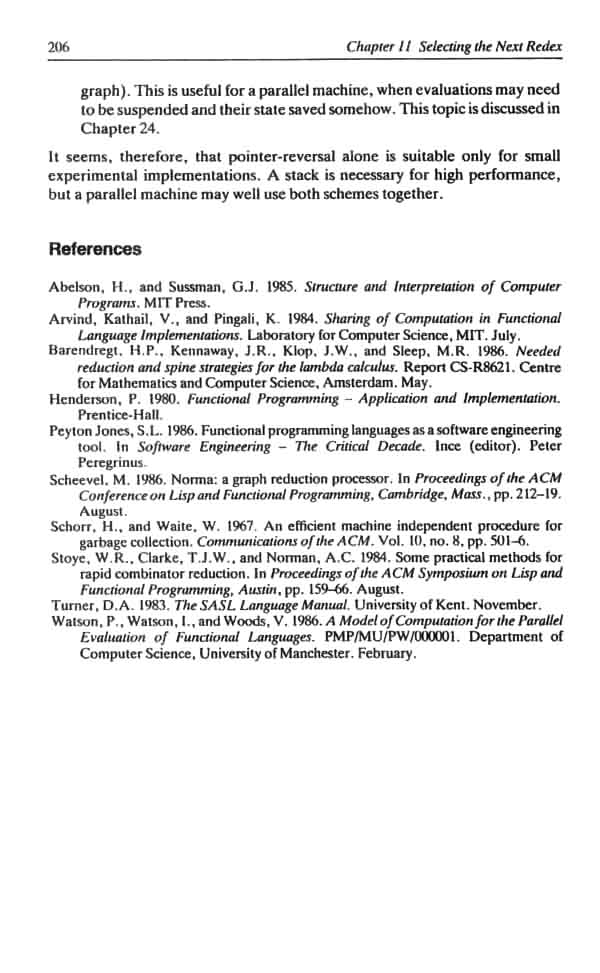 206
Chapter 11 Selecting the Next Redex
graph). This is useful for a parallel machine, when evaluations may need
to be suspended and their state saved somehow. This topic is discussed in
Chapter 24.
It seems, therefore, that pointer-reversal alone is suitable only for small
experimental implementations. A stack is necessary for high performance,
but a parallel machine may well use both schemes together.
References
Abelson, H., and Sussman, G.J. 1985. Structure and Interpretation of Computer
Programs. MIT Press.
Arvind, Kathail, V., and Pingali, K. 1984. Sharing of Computation in Functional
Language Implementations. Laboratory for Computer Science, MIT. July.
Barendregt, H.P., Kennaway, J.R., Klop, J.W., and Sleep, M.R. 1986. Needed
reduction and spine strategies for the lambda calculus. Report CS-R8621. Centre
for Mathematics and Computer Science, Amsterdam. May.
Henderson, P. 1980. Functional Programming – Application and Implementation.
Prentice-Hall.
Peyton Jones, S.L. 1986. Functional programming languages as a software engineering
tool. In Software Engineering – The Critical Decade. Ince (editor). Peter
Peregrinus.
Scheevel, M. 1986. Norma: a graph reduction processor. In Proceedings of the ACM
Conference on Lisp and Functional Programming, Cambridge, Mass., pp. 212–19.
August.
Schorr, H., and Waite, W. 1967. An efficient machine independent procedure for
garbage collection. Communications of the ACM. Vol. 10, no. 8, pp. 501–6.
Stoye, W.R., Clarke, T.J.W., and Norman, A.C. 1984. Some practical methods for
rapid combinator reduction. In Proceedings of the ACM Symposium on Lisp and
Functional Programming, Austin, pp. 159–66. August.
Turner, D.A. 1983. The SASL Language Manual. University of Kent. November.
Watson, P., Watson, I., and Woods, V. 1986. A Model of Computation for the Parallel
Evaluation of Functional Languages. PMP/MU/PW/000001. Department of
Computer Science, University of Manchester. February.